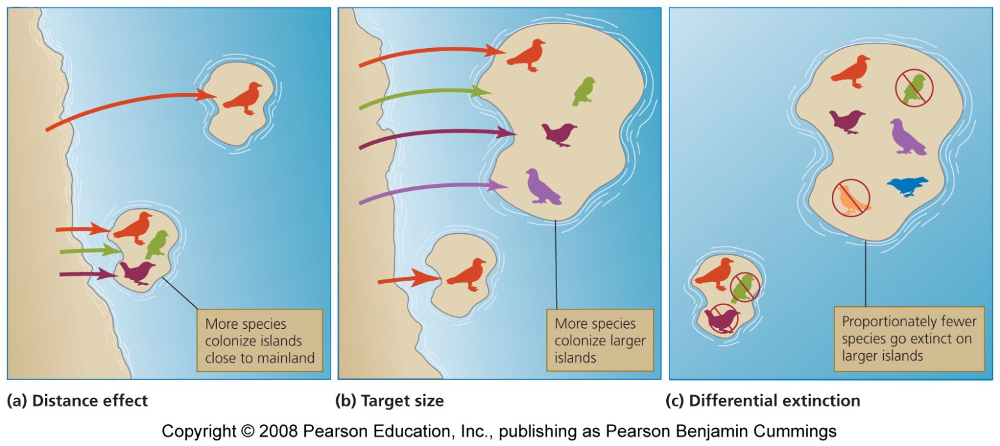 More species
colonize islands
close to mainland
More species
colonize larger
islands
Proportionately fewer
species go extinct on
larger islands
(a) Distance effect
(b) Target size
(c) Differential extinction
Copyright © 2008 Pearson Education, Inc., publishing as Pearson Benjamin Cummings